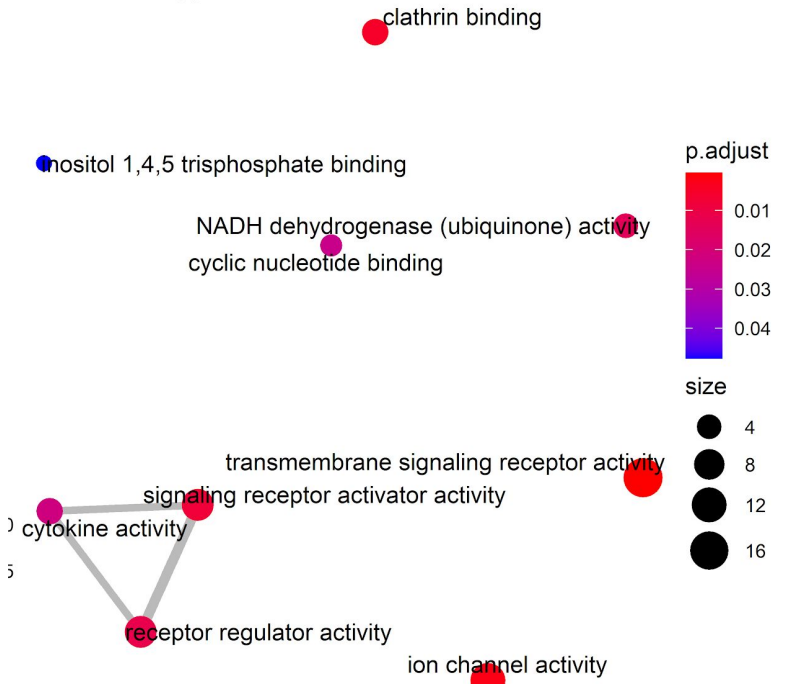 clathrin binding
inositol 1,4,5 trisphosphate binding
NADH dehydrogenase (ubiquinone) activity
cyclic nucleotide binding
p.adjust
0.01
0.02
0.03
0.04
size
4
8
12
16
transmembrane signaling receptor activity
signaling receptor activator activity
cytokine activity
5
receptor regulator activity
ion channel activity